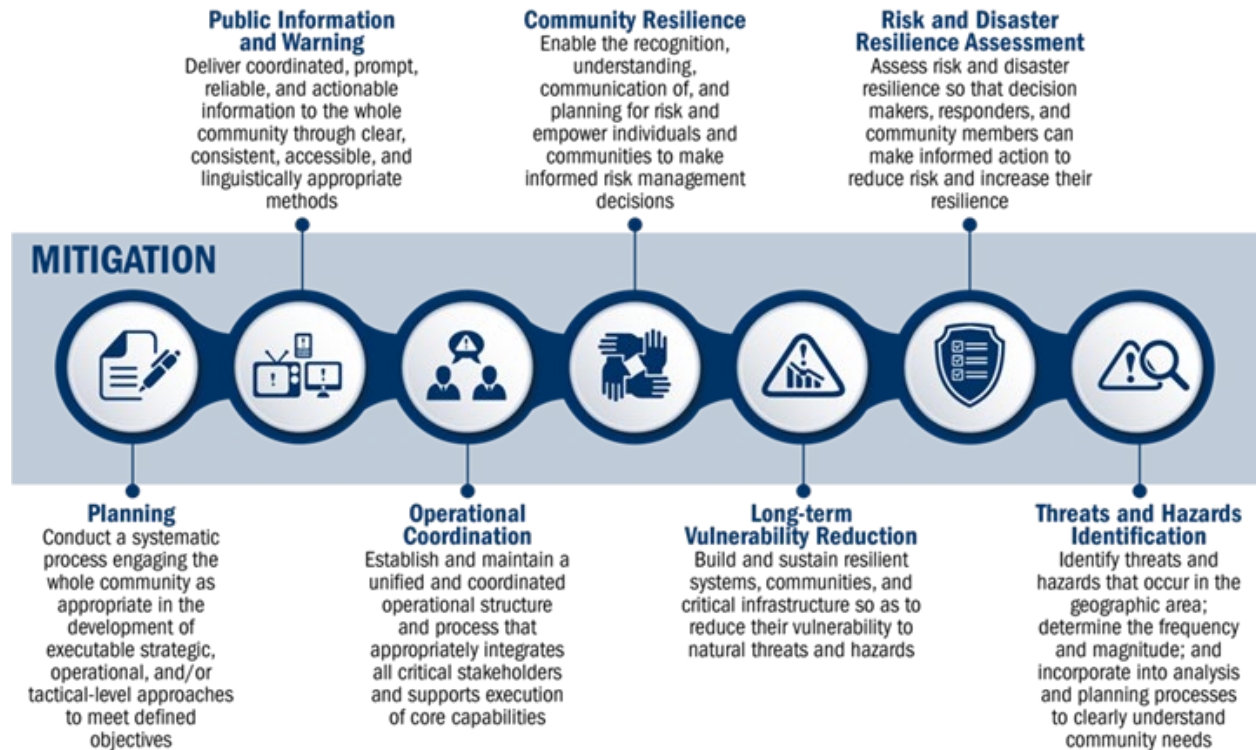 Public Information
and Warning
Deliver coordinated, prompt,
reliable, and actionable
information to the whole
community through clear,
consistent, accessible, and
linguistically appropriate
methods
Community Resilience
Enable the recognition,
understanding,
communication of, and
planning for risk and
empower individuals and
communities to make
informed risk management
decisions
Risk and Disaster
Resilience Assessment
Assess risk and disaster
resilience so that decision
makers, responders, and
community members can
make informed action to
reduce risk and increase their
resilience
MITIGATION
Planning
Conduct a systematic
process engaging the
whole community as
appropriate in the
development of
executable strategic,
operational, and/or
tactical-level approaches
to meet defined
objectives
Operational
Coordination
Establish and maintain a
unified and coordinated
operational structure
and process that
appropriately integrates
all critical stakeholders
and supports execution
of core capabilities
Long-term
Vulnerability Reduction
Build and sustain resilient
systems, communities, and
critical infrastructure so as to
reduce their vulnerability to
natural threats and hazards
Threats and Hazards
Identification
Identify threats and
hazards that occur in the
geographic area;
determine the frequency
and magnitude; and
incorporate into analysis
and planning processes
to clearly understand
community needs